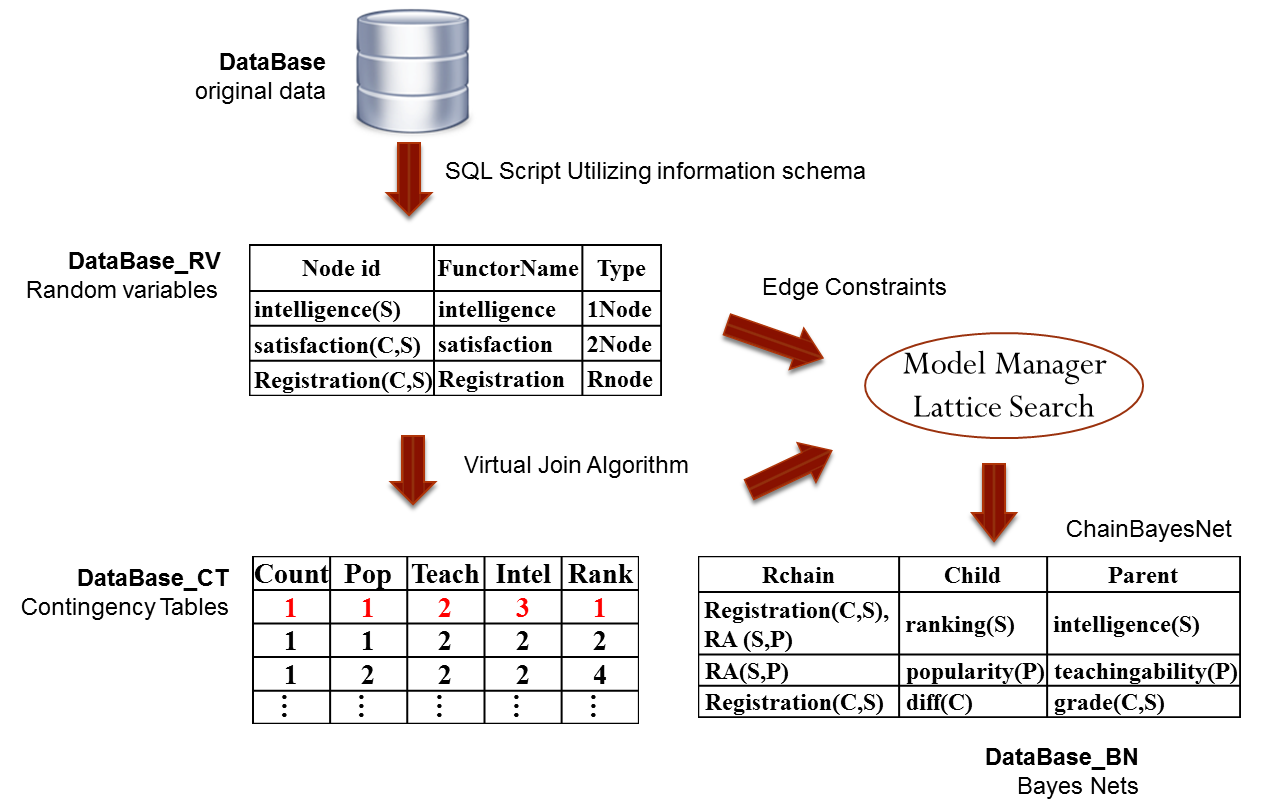 DataBase
original data
SQL Script Utilizing information schema
DataBase_RV
Random variables
Node id FunctorName Type
intelligence(S) intelligence 1Node
satisfaction(C,S) satisfaction 2Node
Registration(C,S) Registration Rnode
Edge Constraints
Model Manager
Lattice Search
Virtual Join Algorithm
ChainBayesNet
DataBase_CT
Contingency Tables
Count Pop Teach Intel Rank
1 1 2 3 1
1 1 2 2 2
1 2 2 2 4
⋮ ⋮ ⋮ ⋮ ⋮
Rchain Child Parent
Registration(C,S),
RA (S,P) ranking(S) intelligence(S)
RA(S,P) popularity(P) teachingability(P)
Registration(C,S) diff(C) grade(C,S)
DataBase_BN
Bayes Nets